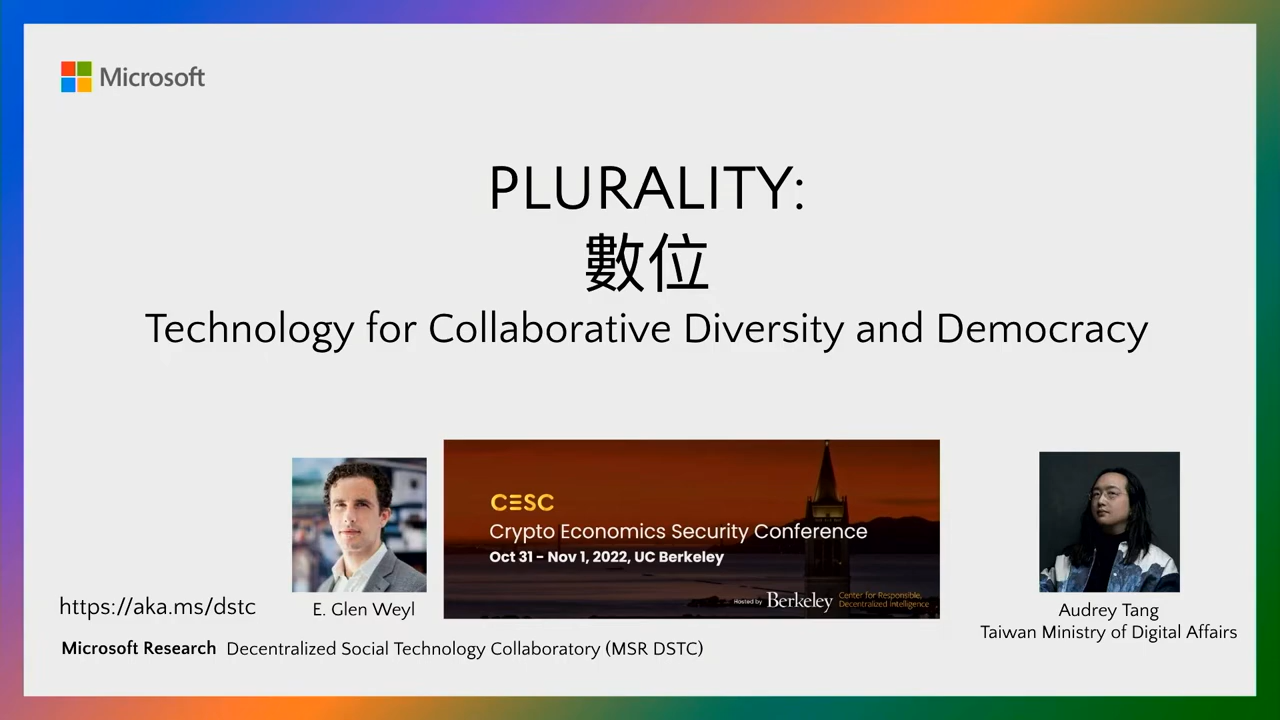 Microsoft
PLURALITY:
數位
Technology for Collaborative Diversity and Democracy
CESC
Crypto Economics Security Conference
Oct 31 - Nov 1, 2022, UC Berkeley
Hosted by Berkeley Center for Responsible,
Decentralized Intelligence
https://aka.ms/dstc
E. Glen Weyl
Audrey Tang
Taiwan Ministry of Digital Affairs
Microsoft Research Decentralized Social Technology Collaboratory (MSR DSTC)